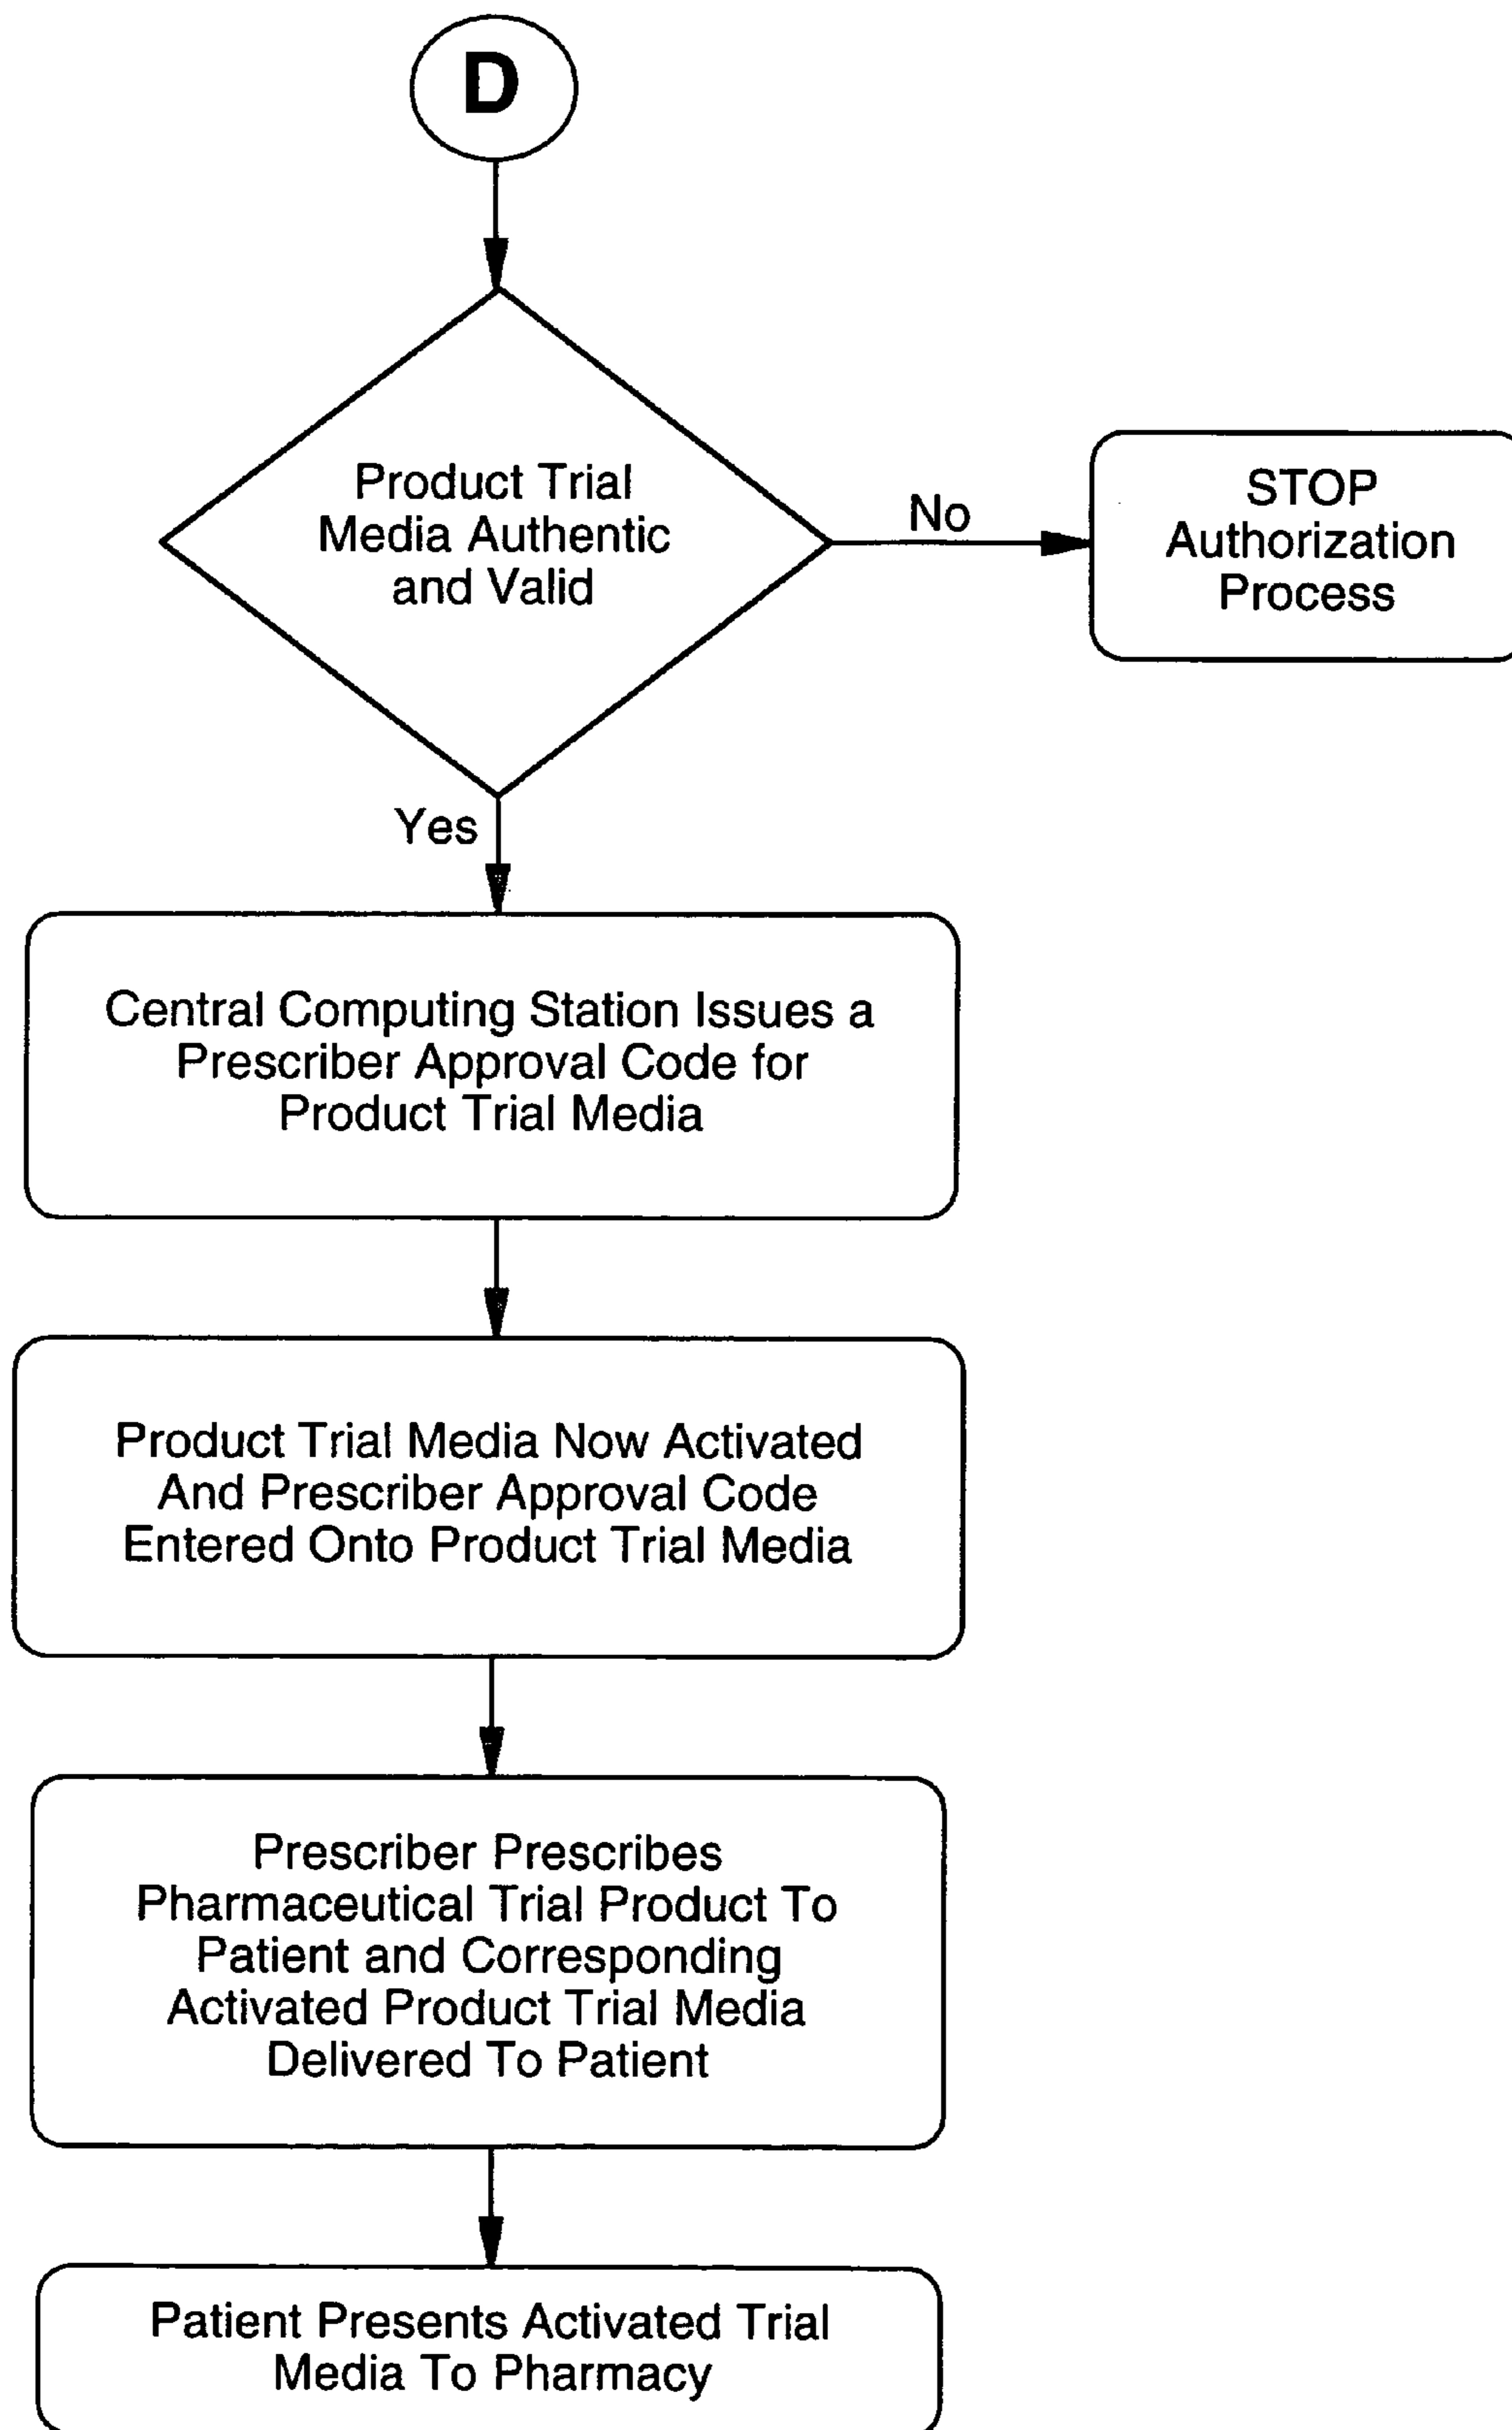 D
Product Trial
Media Authentic
and Valid
No
STOP
Authorization
Process
Yes
Central Computing Station Issues a
Prescriber Approval Code for
Product Trial Media
Product Trial Media Now Activated
And Prescriber Approval Code
Entered Onto Product Trial Media
Prescriber Prescribes
Pharmaceutical Trial Product To
Patient and Corresponding
Activated Product Trial Media
Delivered To Patient
Patient Presents Activated Trial
Media To Pharmacy